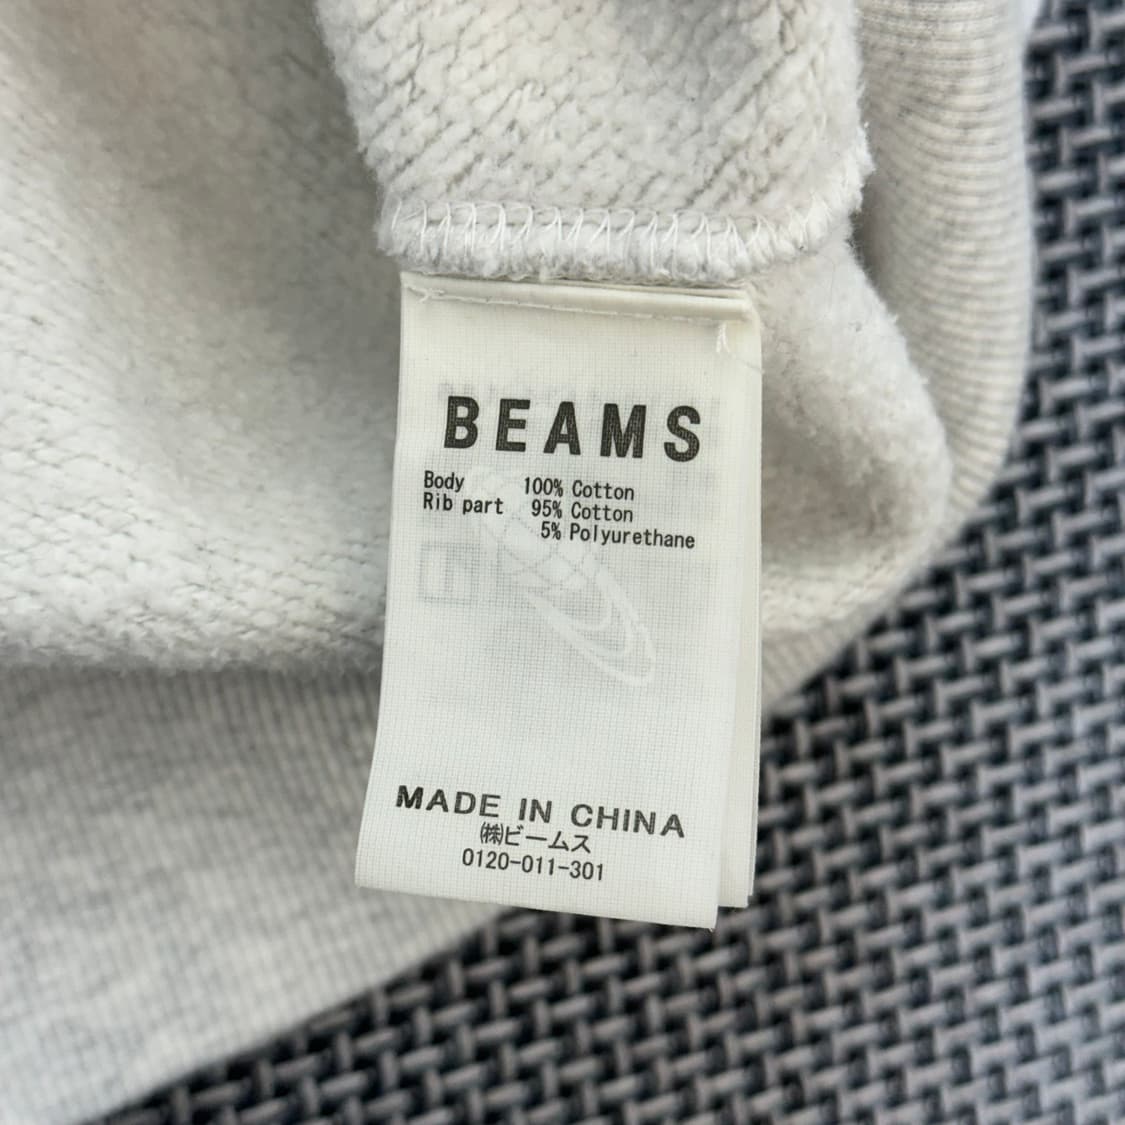 BEAMS
Body 100% Cotton
Rib part 95% Cotton
5% Polyurethane
MADE IN CHINA
㈱ビームス
0120-011-301